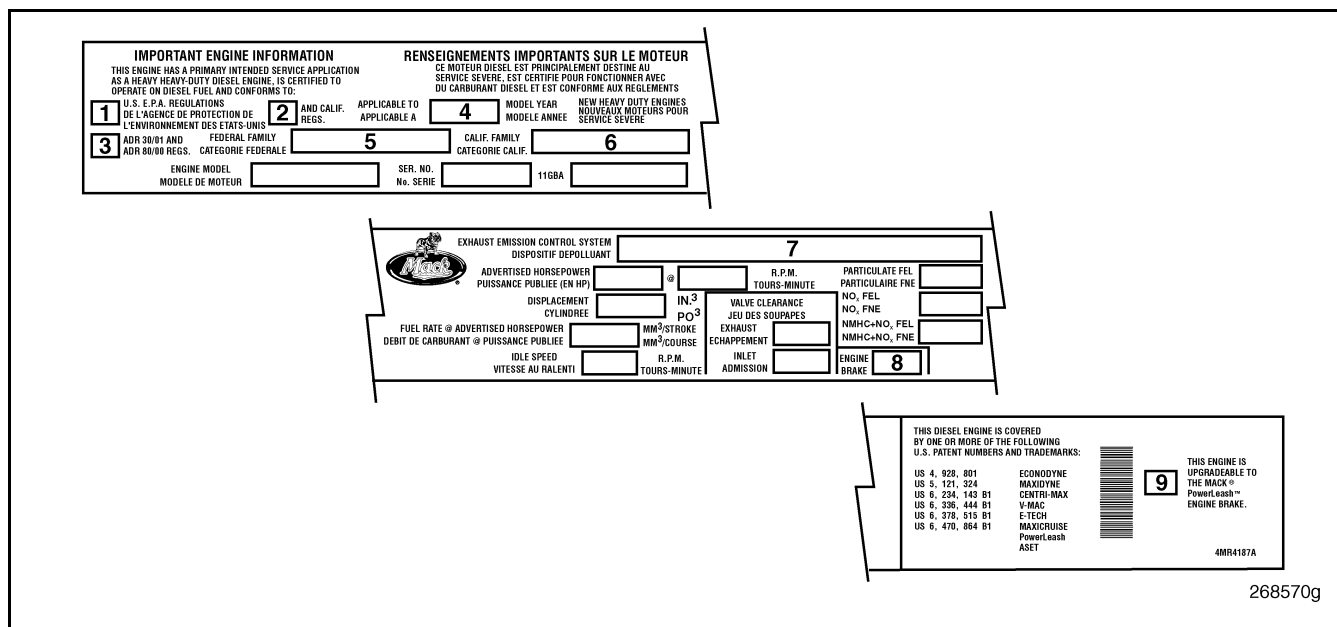 IMPORTANT ENGINE INFORMATION
THIS ENGINE HAS A PRIMARY INTENDED SERVICE APPLICATION
AS A HEAVY HEAVY-DUTY DIESEL ENGINE, IS CERTIFIED TO
OPERATE ON DIESEL FUEL AND CONFORMS TO:
RENSEIGNEMENTS IMPORTANTS SUR LE MOTEUR
CE MOTEUR DIESEL EST PRINCIPALEMENT DESTINE AU
SERVICE SEVERE, EST CERTIFIE POUR FONCTIONNER AVEC
DU CARBURANT DIESEL ET EST CONFORME AUX REGLEMENTS
1
U.S. E.P.A. REGULATIONS
DE L'AGENCE DE PROTECTION DE
L'ENVIRONNEMENT DES ETATS-UNIS
2
AND CALIF.
REGS.
APPLICABLE TO
APPLICABLE A
4
MODEL YEAR
MODELE ANNEE
NEW HEAVY DUTY ENGINES
NOUVEAUX MOTEURS POUR
SERVICE SEVERE
3
ADR 30/01 AND
ADR 80/00 REGS.
FEDERAL FAMILY
CATEGORIE FEDERALE
5
CALIF. FAMILY
CATEGORIE CALIF.
6
ENGINE MODEL
MODELE DE MOTEUR
SER. NO.
No. SERIE
11GBA
Mack
®
EXHAUST EMISSION CONTROL SYSTEM
DISPOSITIF DEPOLLUANT
7
ADVERTISED HORSEPOWER
PUISSANCE PUBLIEE (EN HP)
@
R.P.M.
TOURS-MINUTE
PARTICULATE FEL
PARTICULAIRE FNE
DISPLACEMENT
CYLINDREE
IN.³
PO³
VALVE CLEARANCE
JEU DES SOUPAPES
NOₓ FEL
NOₓ FNE
FUEL RATE @ ADVERTISED HORSEPOWER
DEBIT DE CARBURANT @ PUISSANCE PUBLIEE
MM³/STROKE
MM³/COURSE
EXHAUST
ECHAPPEMENT
NMHC+NOₓ FEL
NMHC+NOₓ FNE
IDLE SPEED
VITESSE AU RALENTI
R.P.M.
TOURS-MINUTE
INLET
ADMISSION
ENGINE
BRAKE
8
THIS DIESEL ENGINE IS COVERED
BY ONE OR MORE OF THE FOLLOWING
U.S. PATENT NUMBERS AND TRADEMARKS:
US 4, 928, 801 ECONODYNE
US 5, 121, 324 MAXIDYNE
US 6, 234, 143 B1 CENTRI-MAX
US 6, 336, 444 B1 V-MAC
US 6, 378, 515 B1 E-TECH
US 6, 470, 864 B1 MAXICRUISE
PowerLeash
ASET
9
THIS ENGINE IS
UPGRADEABLE TO
THE MACK ®
PowerLeash™
ENGINE BRAKE.
4MR4187A
268570g